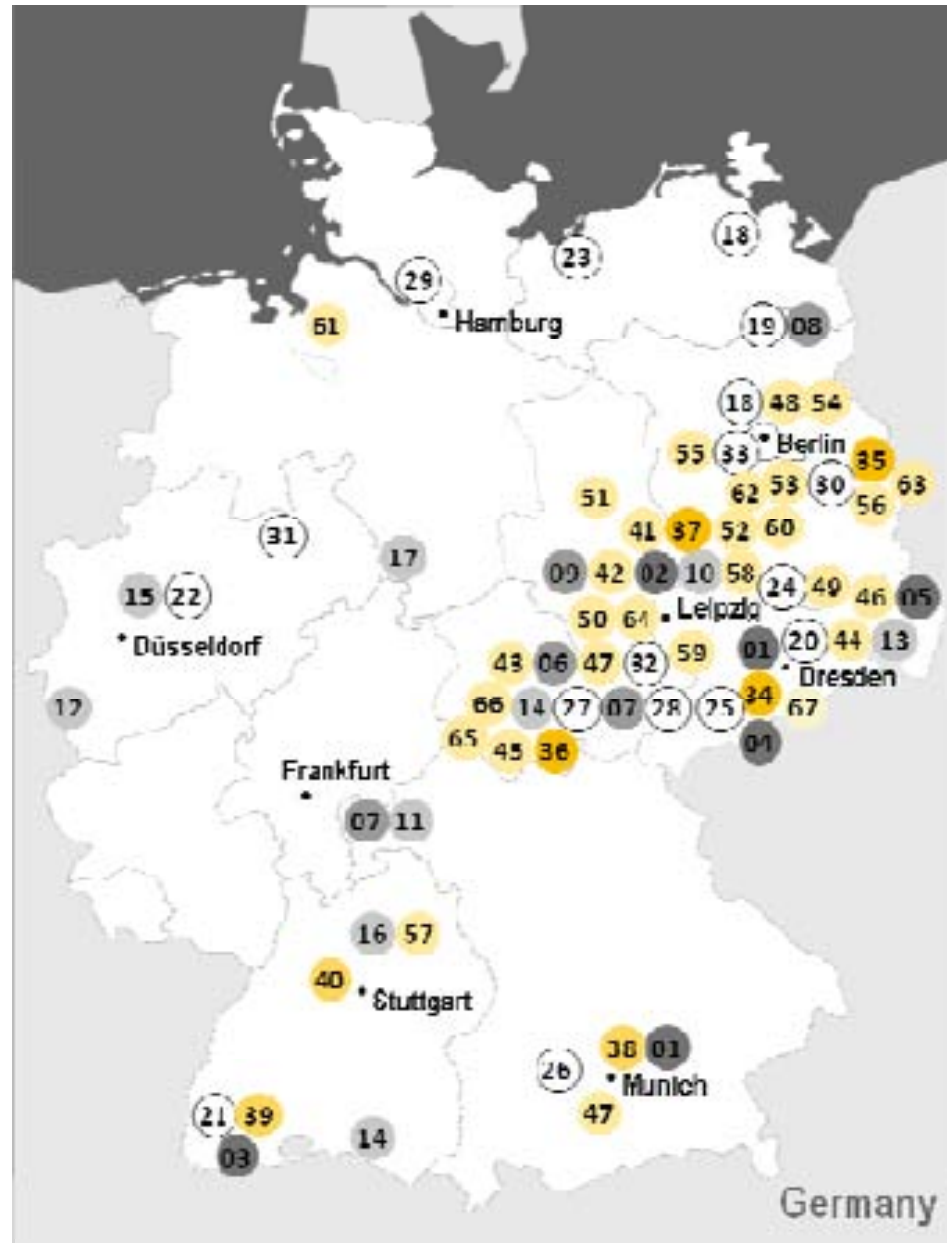 18
23
29
Hamburg
61
19 08
18 48 54
Berlin
55 33
35
62 53 30 63
56
51
41 37 52 60
31
17
09 42 02 10 58
24 49 46 05
15 22
50 64 Leipzig
Düsseldorf
01 20 44 13
43 06 47 32 59
Dresden
34
12
66 14 27 07 28 25 67
65 45 36
04
Frankfurt
07 11
16 57
40
Stuttgart
38 01
26
Munich
47
21 39
14
03
Germany